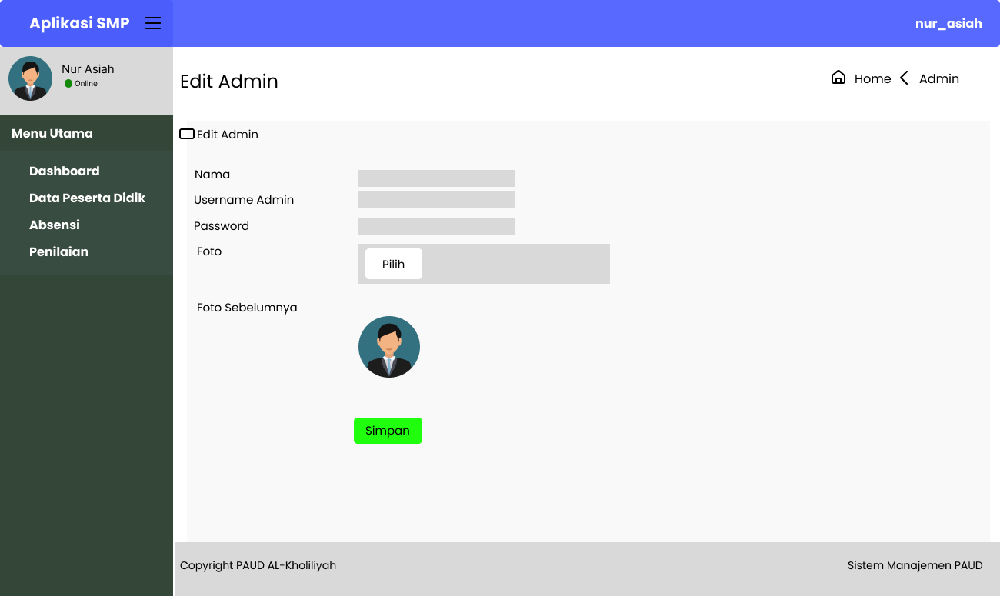 Aplikasi SMP
nur_asiah
Nur Asiah
Online
Edit Admin
Home
Admin
Menu Utama
Dashboard
Data Peserta Didik
Absensi
Penilaian
Edit Admin
Nama
Username Admin
Password
Foto
Pilih
Foto Sebelumnya
Simpan
Copyright PAUD AL-Kholiliyah
Sistem Manajemen PAUD